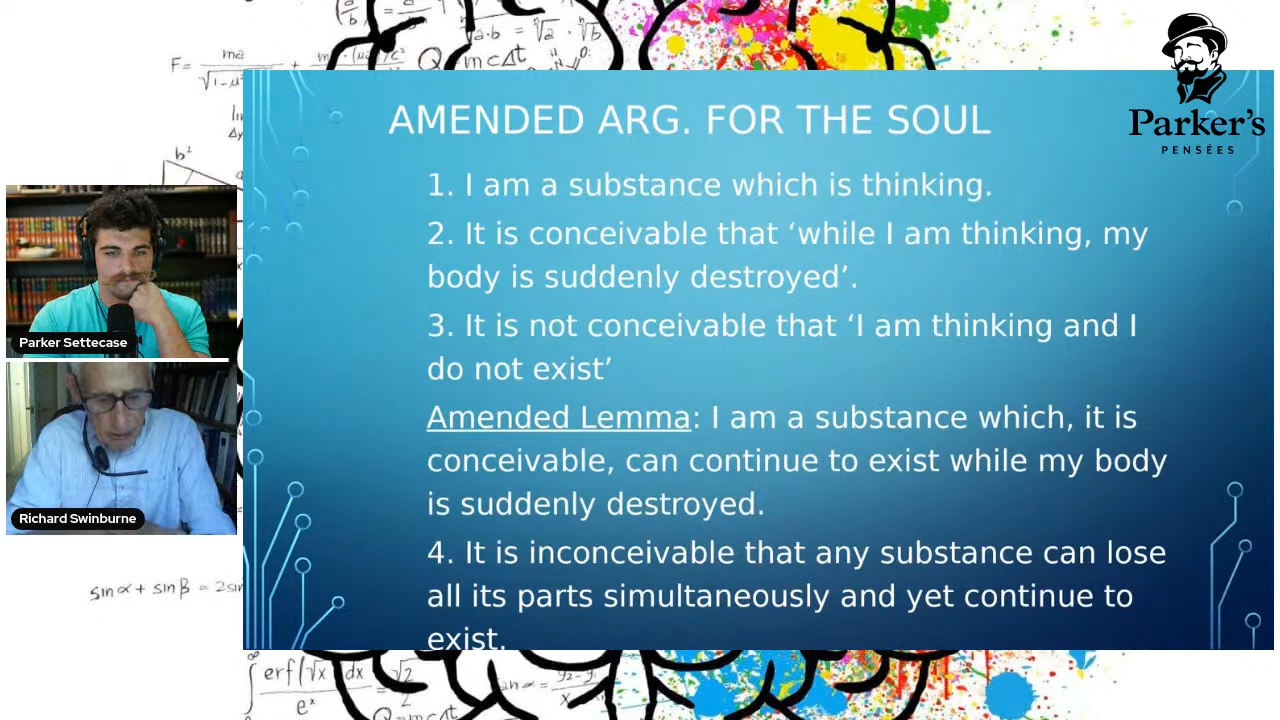 F=
Parker's
PENSÉES
AMENDED ARG. FOR THE SOUL
1. I am a substance which is thinking.
2. It is conceivable that ‘while I am thinking, my
body is suddenly destroyed’.
3. It is not conceivable that ‘I am thinking and I
do not exist’
Amended Lemma: I am a substance which, it is
conceivable, can continue to exist while my body
is suddenly destroyed.
4. It is inconceivable that any substance can lose
all its parts simultaneously and yet continue to
exist.
b²
Parker Settecase
Richard Swinburne
sin α + sin β = 2sin